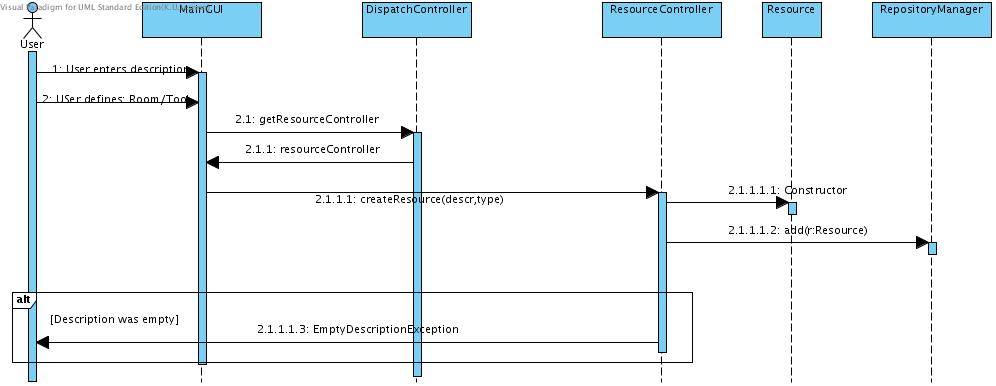 Visual Paradigm for UML Standard Edition(K.U.
MainGUI
DispatchController
ResourceController
Resource
RepositoryManager
User
1: User enters description
2: USer defines: Room/Tool
2.1: getResourceController
2.1.1: resourceController
2.1.1.1: createResource(descr,type)
2.1.1.1.1: Constructor
2.1.1.1.2: add(r:Resource)
alt
[Description was empty]
2.1.1.1.3: EmptyDescriptionException